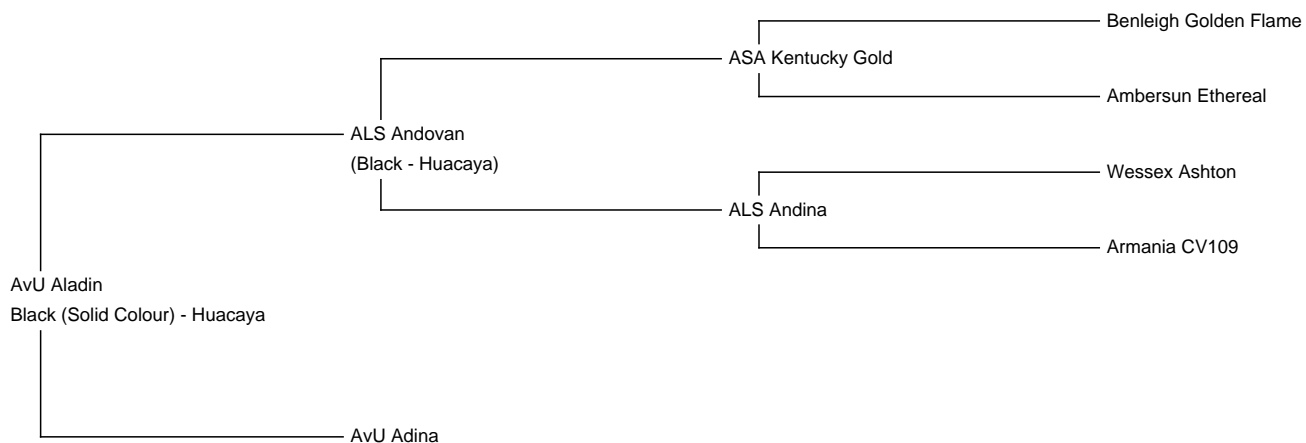 Benleigh Golden Flame
ASA Kentucky Gold
Ambersun Ethereal
ALS Andovan
(Black - Huacaya)
Wessex Ashton
ALS Andina
Armania CV109
AvU Aladin
Black (Solid Colour) - Huacaya
AvU Adina